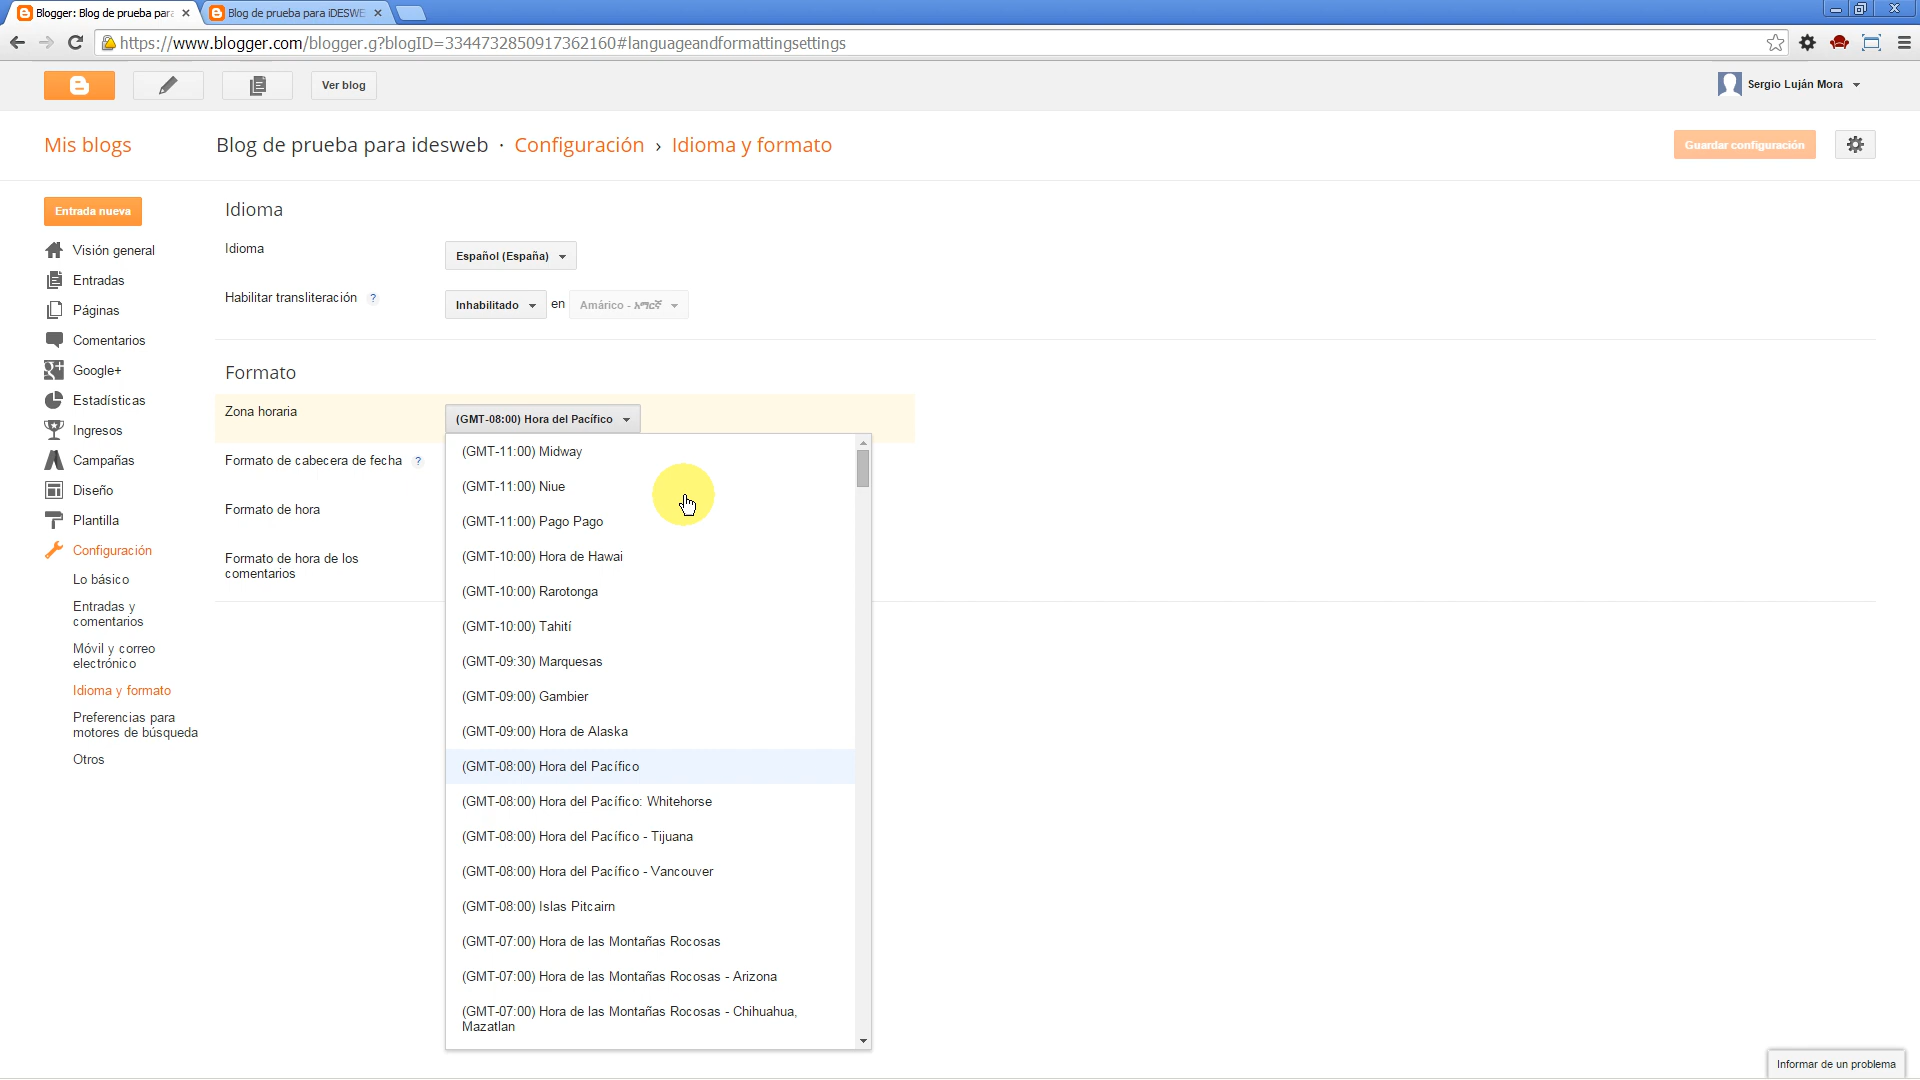 Blogger: Blog de prueba para
Blog de prueba para iDESWE
https://www.blogger.com/blogger.g?blogID=3344732850917362160#languageandformattingsettings
Ver blog
Sergio Luján Mora
Mis blogs
Blog de prueba para idesweb · Configuración › Idioma y formato
Guardar configuración
Entrada nueva
Visión general
Entradas
Páginas
Comentarios
Google+
Estadísticas
Ingresos
Campañas
Diseño
Plantilla
Configuración
Lo básico
Entradas y
comentarios
Móvil y correo
electrónico
Idioma y formato
Preferencias para
motores de búsqueda
Otros
Idioma
Idioma
Español (España)
Habilitar transliteración ?
Inhabilitado en Amárico - አማርኛ
Formato
Zona horaria
(GMT-08:00) Hora del Pacífico
Formato de cabecera de fecha ?
Formato de hora
Formato de hora de los
comentarios
(GMT-11:00) Midway
(GMT-11:00) Niue
(GMT-11:00) Pago Pago
(GMT-10:00) Hora de Hawai
(GMT-10:00) Rarotonga
(GMT-10:00) Tahití
(GMT-09:30) Marquesas
(GMT-09:00) Gambier
(GMT-09:00) Hora de Alaska
(GMT-08:00) Hora del Pacífico
(GMT-08:00) Hora del Pacífico: Whitehorse
(GMT-08:00) Hora del Pacífico - Tijuana
(GMT-08:00) Hora del Pacífico - Vancouver
(GMT-08:00) Islas Pitcairn
(GMT-07:00) Hora de las Montañas Rocosas
(GMT-07:00) Hora de las Montañas Rocosas - Arizona
(GMT-07:00) Hora de las Montañas Rocosas - Chihuahua,
Mazatlan
Informar de un problema